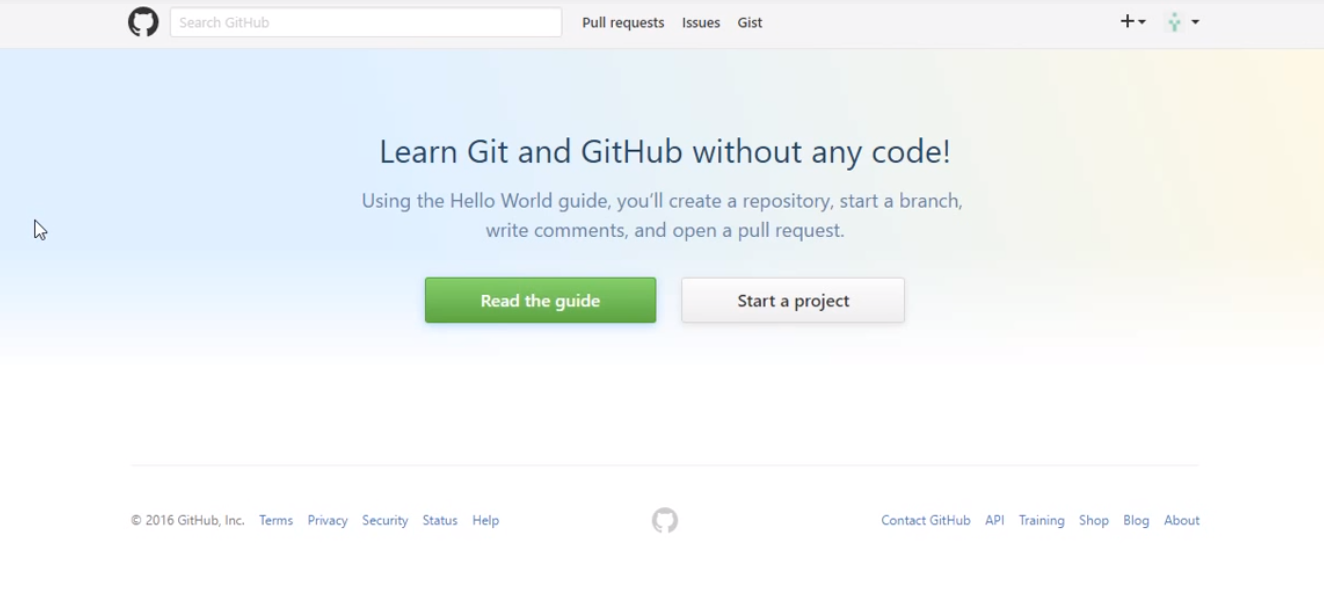 Search GitHub Pull requests Issues Gist
Learn Git and GitHub without any code!
Using the Hello World guide, you'll create a repository, start a branch,
write comments, and open a pull request.
Read the guide Start a project
© 2016 GitHub, Inc. Terms Privacy Security Status Help Contact GitHub API Training Shop Blog About